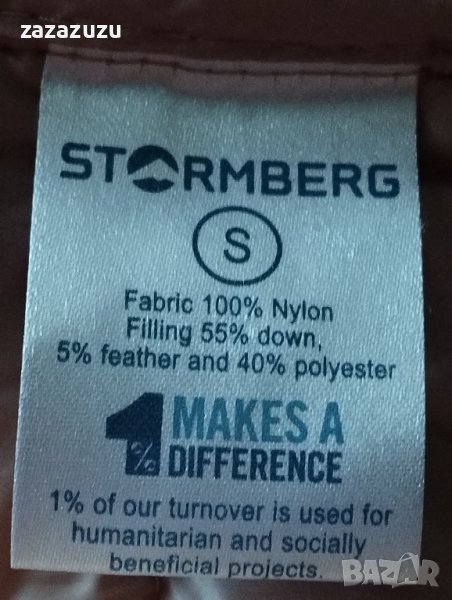 zazazuzu
STORMBERG
S
Fabric 100% Nylon
Filling 55% down,
5% feather and 40% polyester
1% MAKES A
DIFFERENCE
1% of our turnover is used for
humanitarian and socially
beneficial projects.
BAZAR